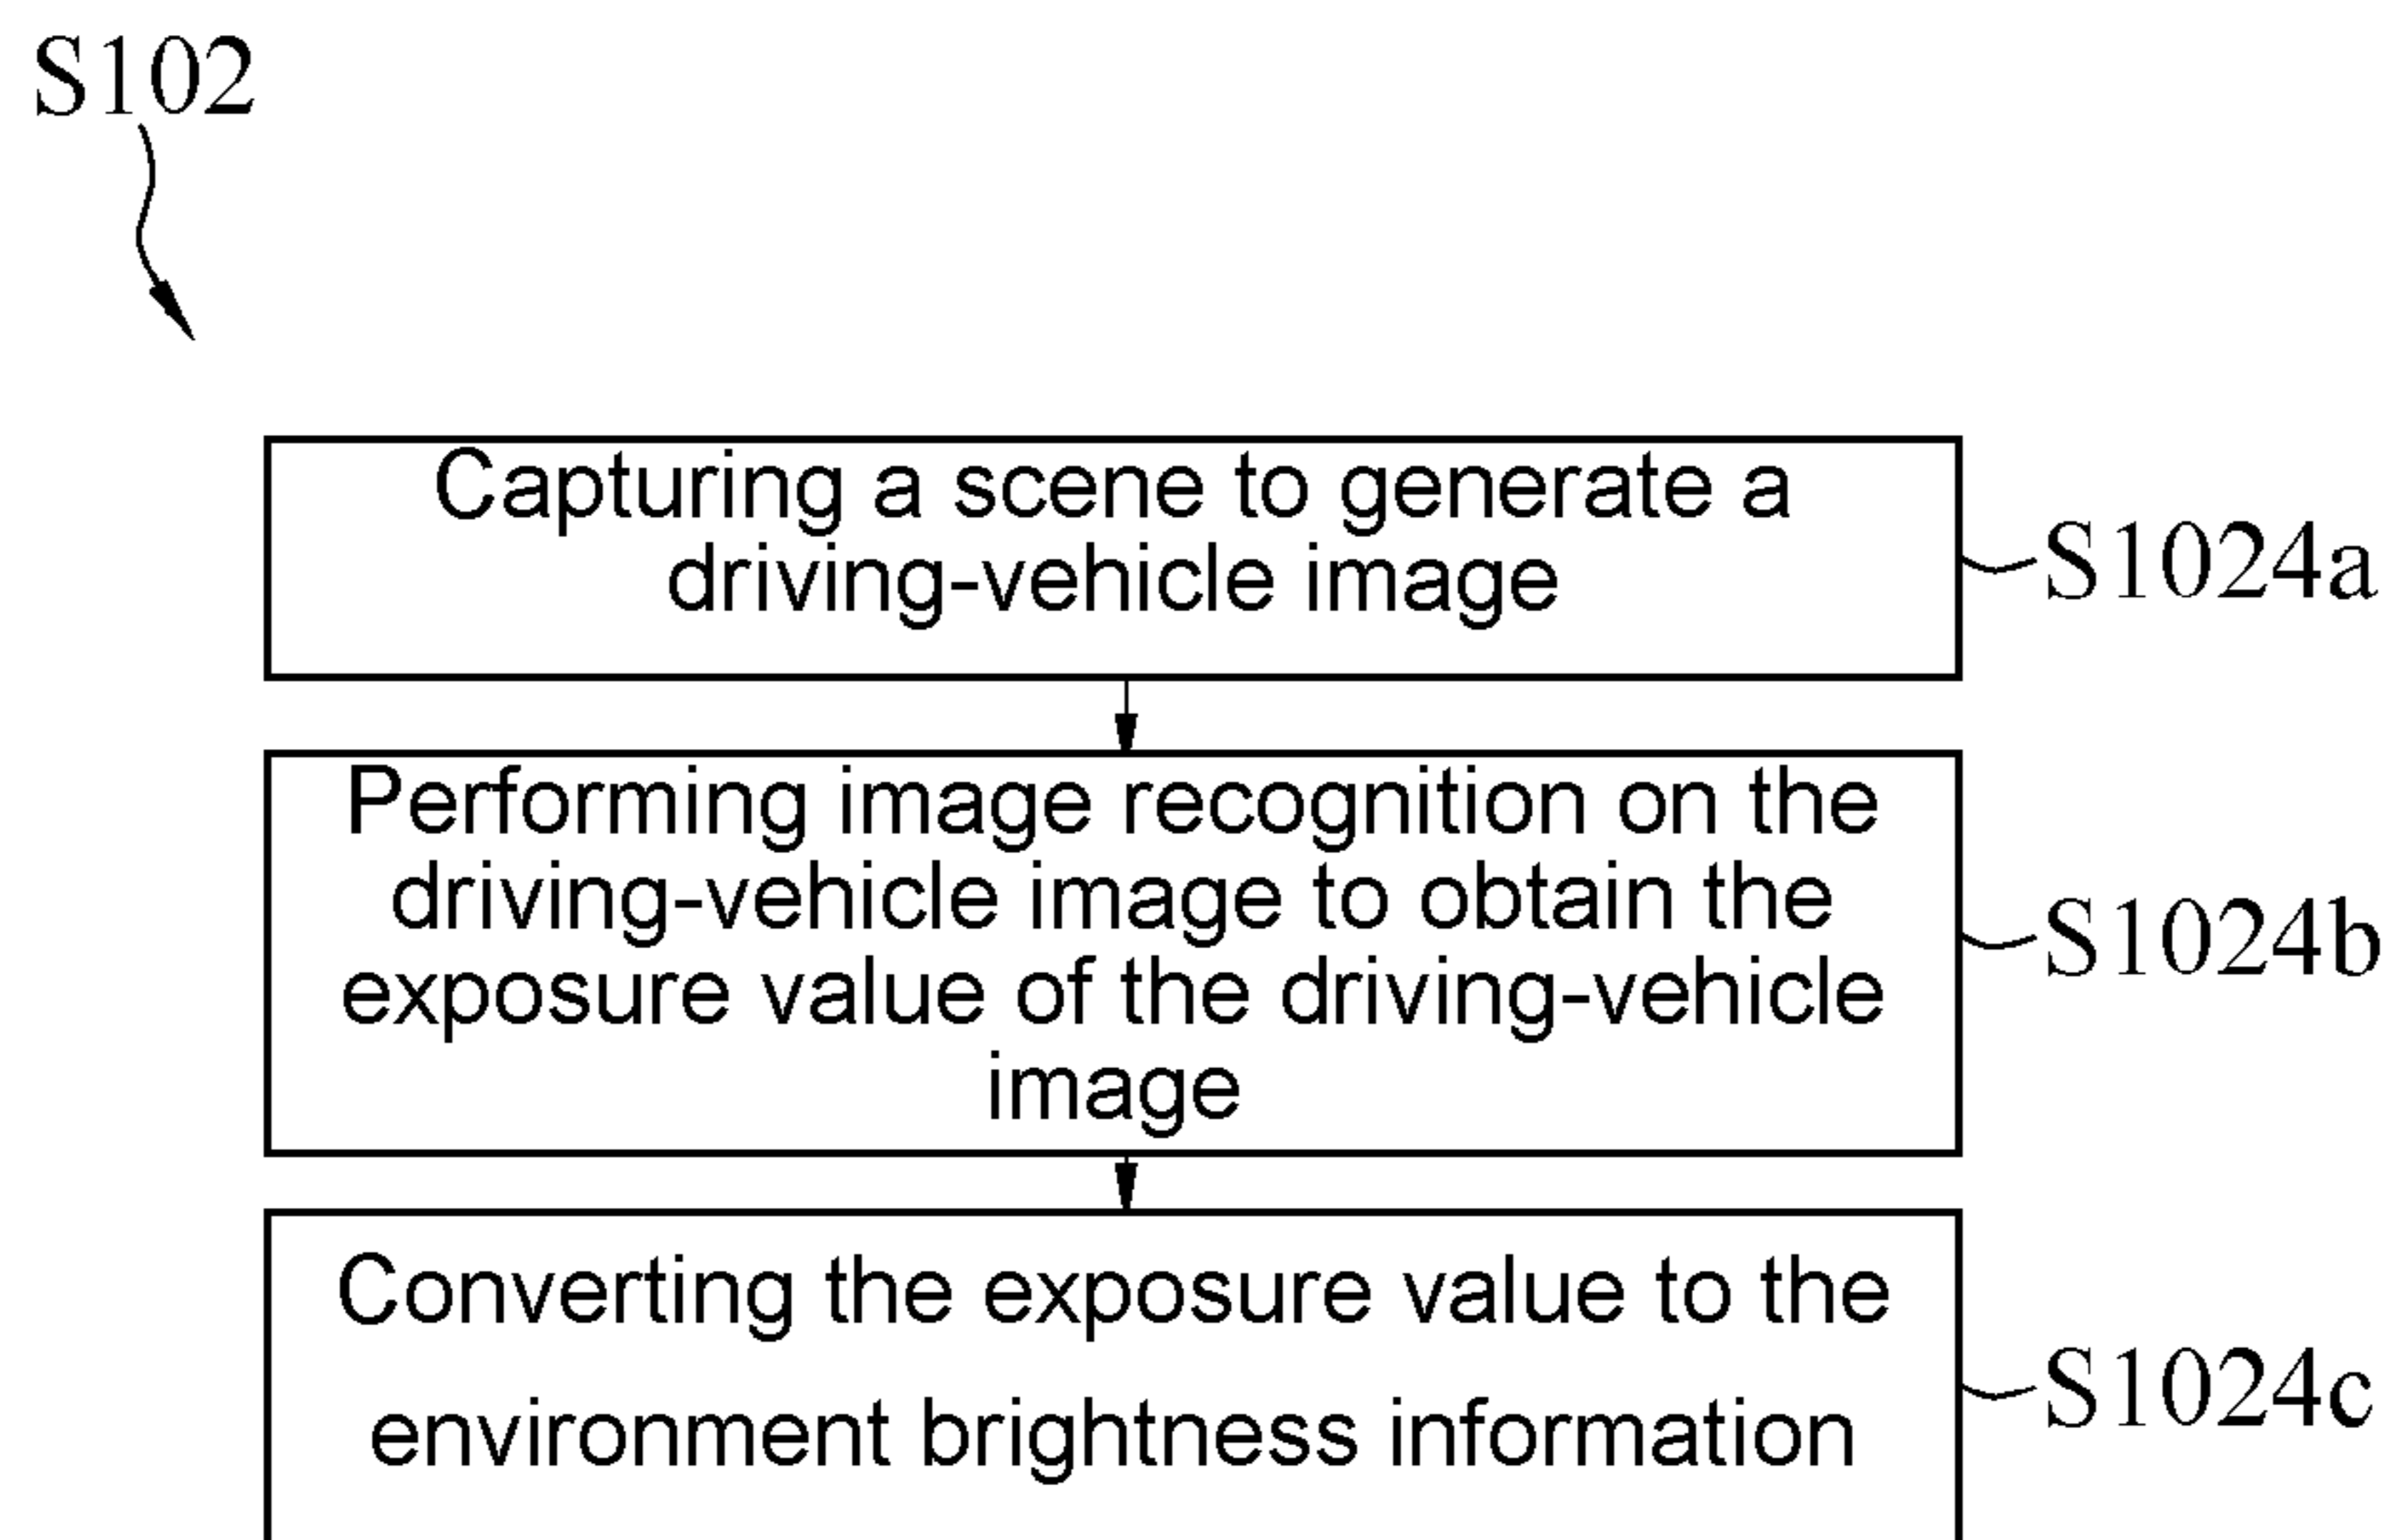 S102
Capturing a scene to generate a
driving-vehicle image
S1024a
Performing image recognition on the
driving-vehicle image to obtain the
exposure value of the driving-vehicle
image
S1024b
Converting the exposure value to the
environment brightness information
S1024c